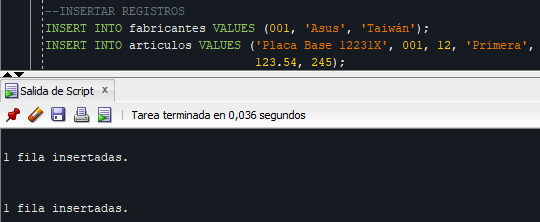 --INSERTAR REGISTROS
INSERT INTO fabricantes VALUES (001, 'Asus', 'Taiwán');
INSERT INTO articulos VALUES ('Placa Base 12231X', 001, 12, 'Primera',
123.54, 245);
Salida de Script x
Tarea terminada en 0,036 segundos
1 fila insertadas.
1 fila insertadas.